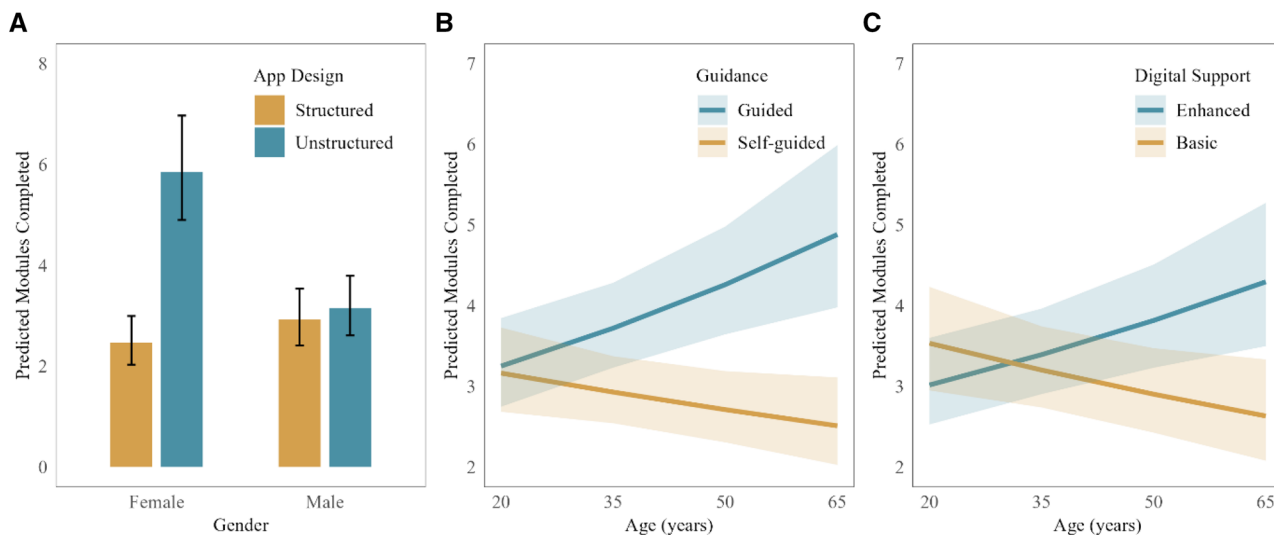 A
Predicted Modules Completed
8
6
4
2
0
App Design
Structured
Unstructured
Female
Male
Gender
B
Predicted Modules Completed
7
6
5
4
3
2
Guidance
Guided
Self-guided
20
35
50
65
Age (years)
C
Predicted Modules Completed
7
6
5
4
3
2
Digital Support
Enhanced
Basic
20
35
50
65
Age (years)